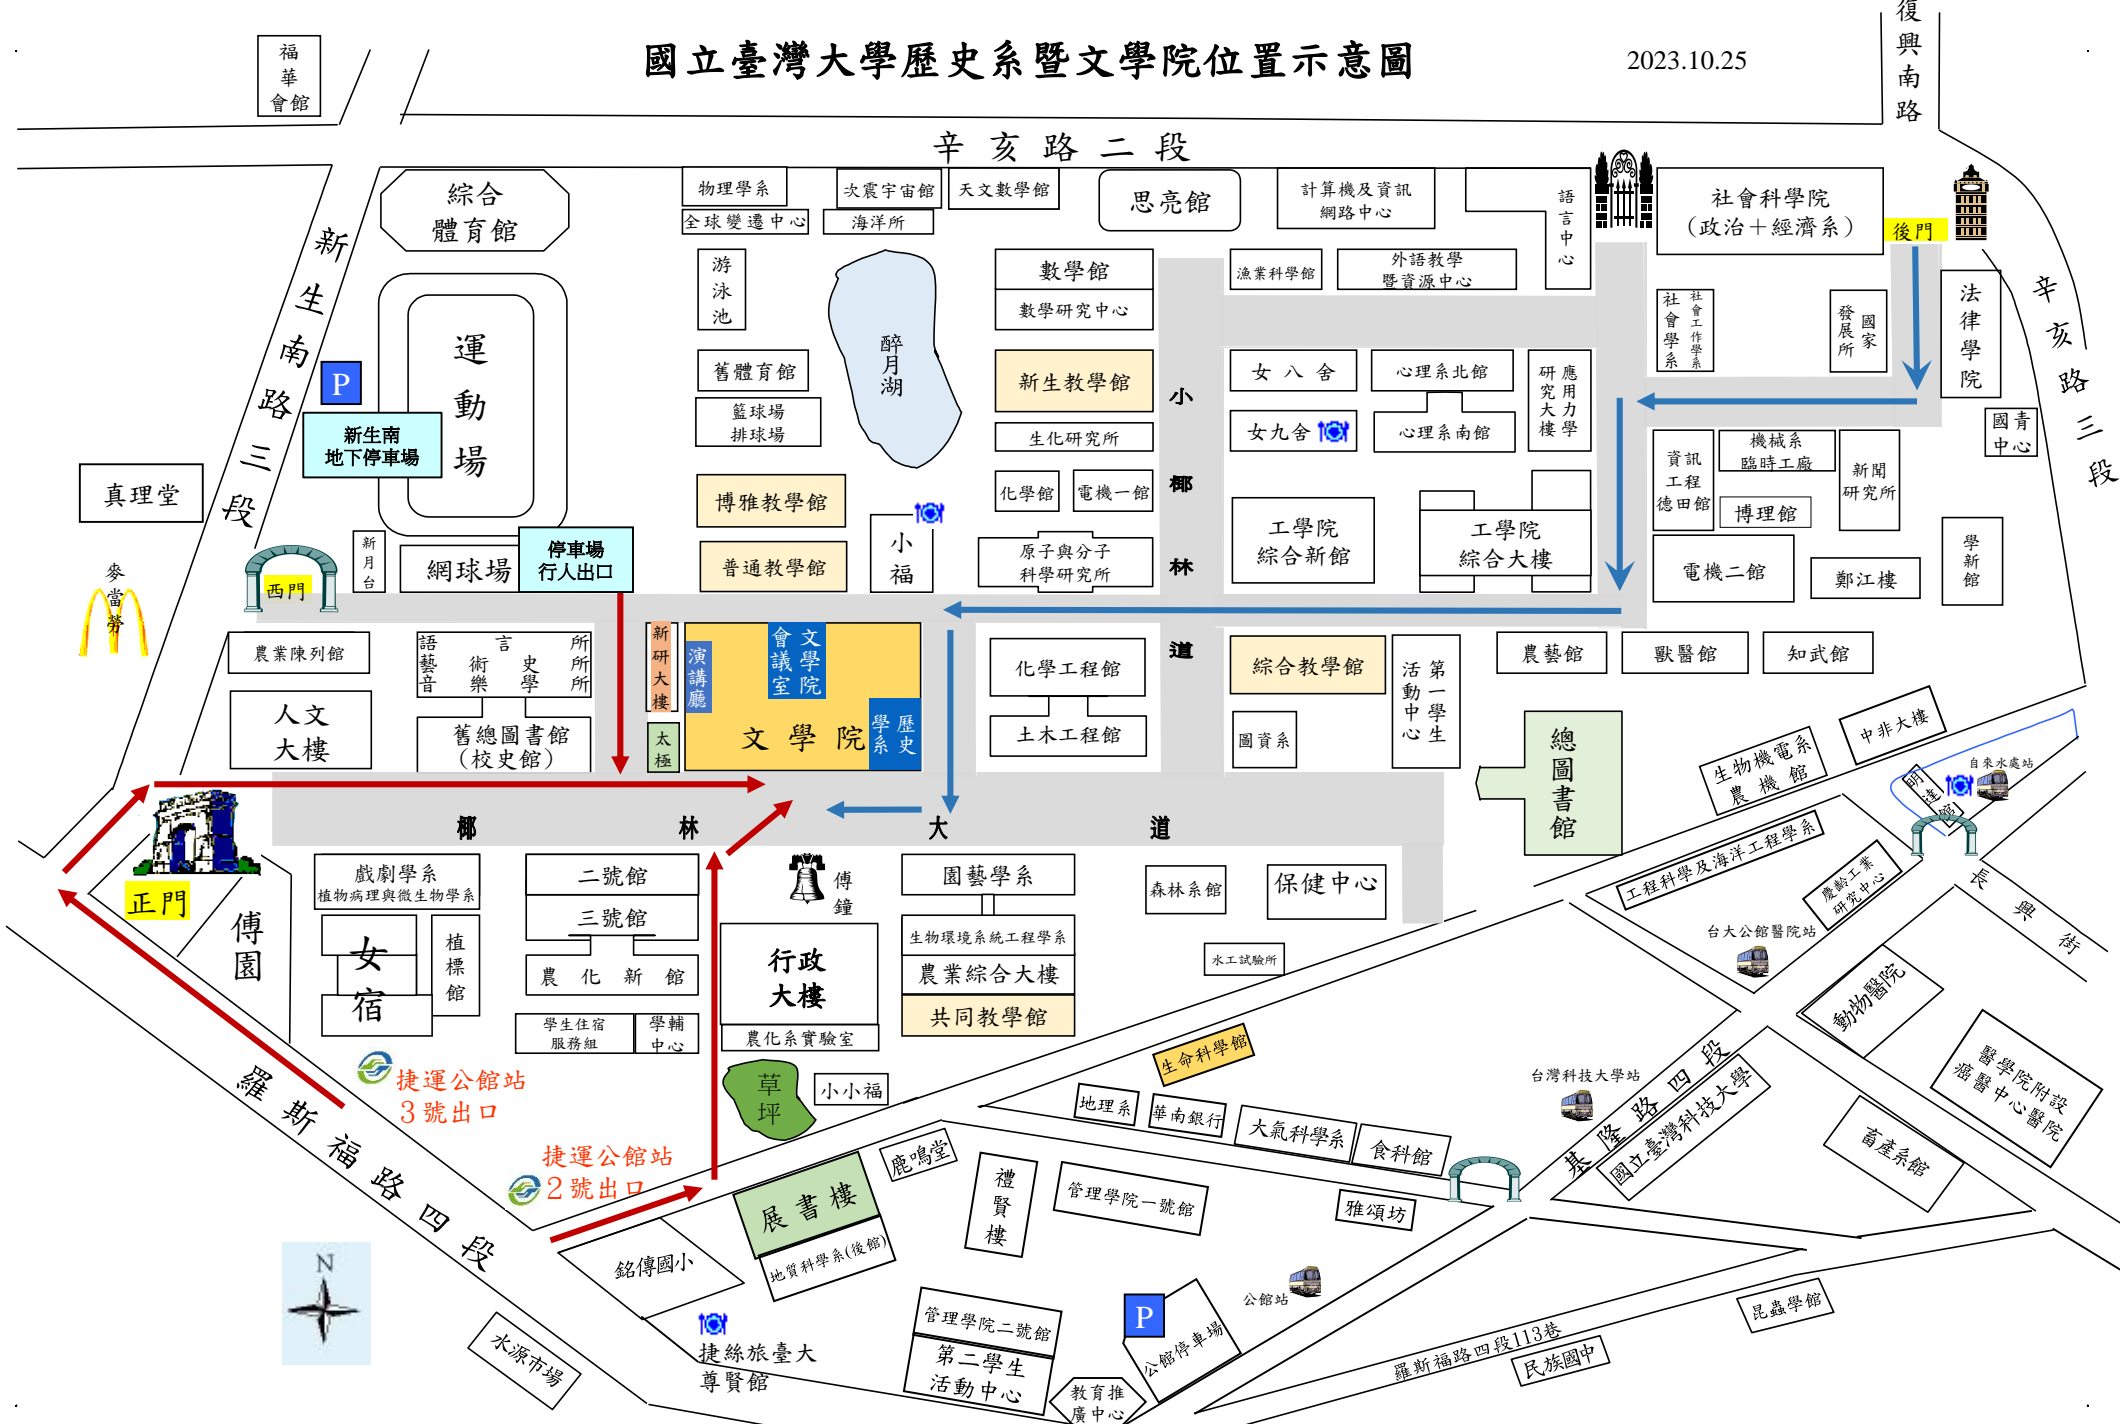 國立臺灣大學歷史系暨文學院位置示意圖
2023.10.25
復興南路
福華
會館
辛亥路二段
新生南路三段
綜合
體育館
物理學系
次震宇宙館
天文數學館
全球變遷中心
海洋所
思亮館
計算機及資訊
網路中心
語言中心
社會科學院
(政治+經濟系)
後門
辛亥路三段
運動場
游泳池
醉月湖
數學館
數學研究中心
漁業科學館
外語教學
暨資源中心
社會學系
社會工作學系
國家
發展所
法律學院
P
新生南
地下停車場
舊體育館
籃球場
排球場
新生教學館
生化研究所
小椰林道
女八舍
女九舍
心理系北館
心理系南館
應用力學
研究大樓
國青
中心
真理堂
博雅教學館
化學館
電機一館
工學院
綜合新館
工學院
綜合大樓
資訊
工程
德田館
機械系
臨時工廠
新聞
研究所
博理館
新月台
網球場
停車場
行人出口
普通教學館
小福
原子與分子
科學研究所
電機二館
鄭江樓
學新館
麥當勞
西門
農業陳列館
語言所
藝術史所
音樂學所
新研大樓
演講廳
文學院
會議室
化學工程館
綜合教學館
第一學生
活動中心
農藝館
獸醫館
知武館
人文
大樓
舊總圖書館
(校史館)
太極
文學院
歷史
學系
土木工程館
圖資系
總圖書館
生物機電系
農機館
中非大樓
自來水處站
明達館
椰林大道
正門
傅園
戲劇學系
植物病理與微生物學系
女宿
植標館
二號館
三號館
農化新館
學生住宿
服務組
學輔
中心
傅鐘
行政
大樓
農化系實驗室
園藝學系
生物環境系統工程學系
農業綜合大樓
共同教學館
森林系館
保健中心
水工試驗所
工程科學及海洋工程學系
慶齡工業
研究中心
長興街
台大公館醫院站
動物醫院
醫學院附設
癌醫中心醫院
羅斯福路四段
捷運公館站
3號出口
捷運公館站
2號出口
草坪
小小福
生命科學館
地理系
華南銀行
大氣科學系
食科館
台灣科技大學站
基隆路四段
國立臺灣科技大學
畜產系館
鹿鳴堂
展書樓
地質科學系(後館)
禮賢樓
管理學院一號館
雅頌坊
銘傳國小
N
水源市場
捷絲旅臺大
尊賢館
管理學院二號館
第二學生
活動中心
P
公館停車場
公館站
教育推
廣中心
羅斯福路四段113巷
民族國中
昆蟲學館